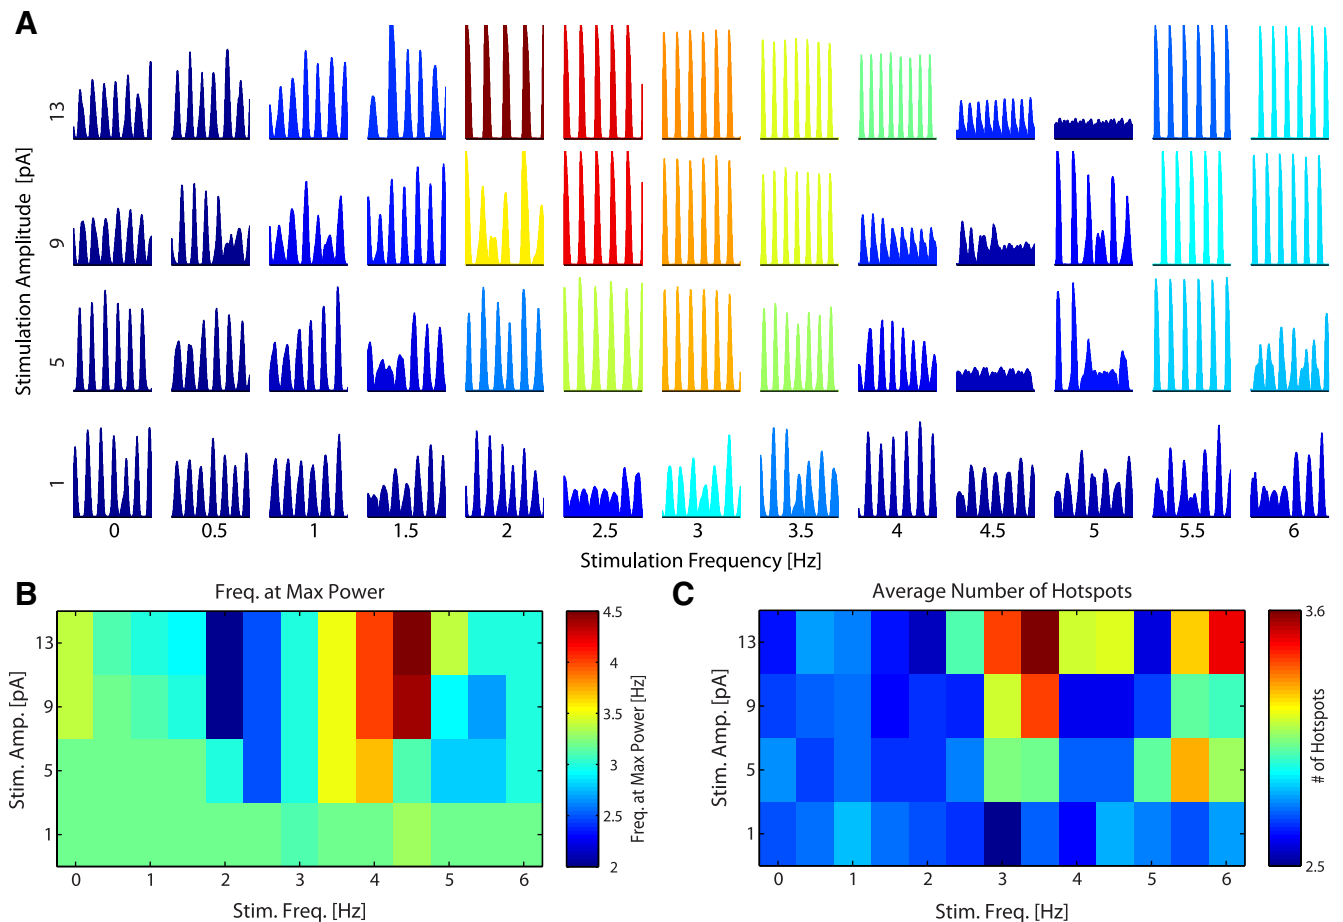 A
Stimulation Amplitude [pA]
13
9
5
1
0 0.5 1 1.5 2 2.5 3 3.5 4 4.5 5 5.5 6
Stimulation Frequency [Hz]
B
Freq. at Max Power
Stim. Amp. [pA]
13
9
5
1
0 1 2 3 4 5 6
Stim. Freq. [Hz]
4.5
4
3.5
3
2.5
2
Freq. at Max Power [Hz]
C
Average Number of Hotspots
Stim. Amp. [pA]
13
9
5
1
0 1 2 3 4 5 6
Stim. Freq. [Hz]
3.6
2.5
# of Hotspots